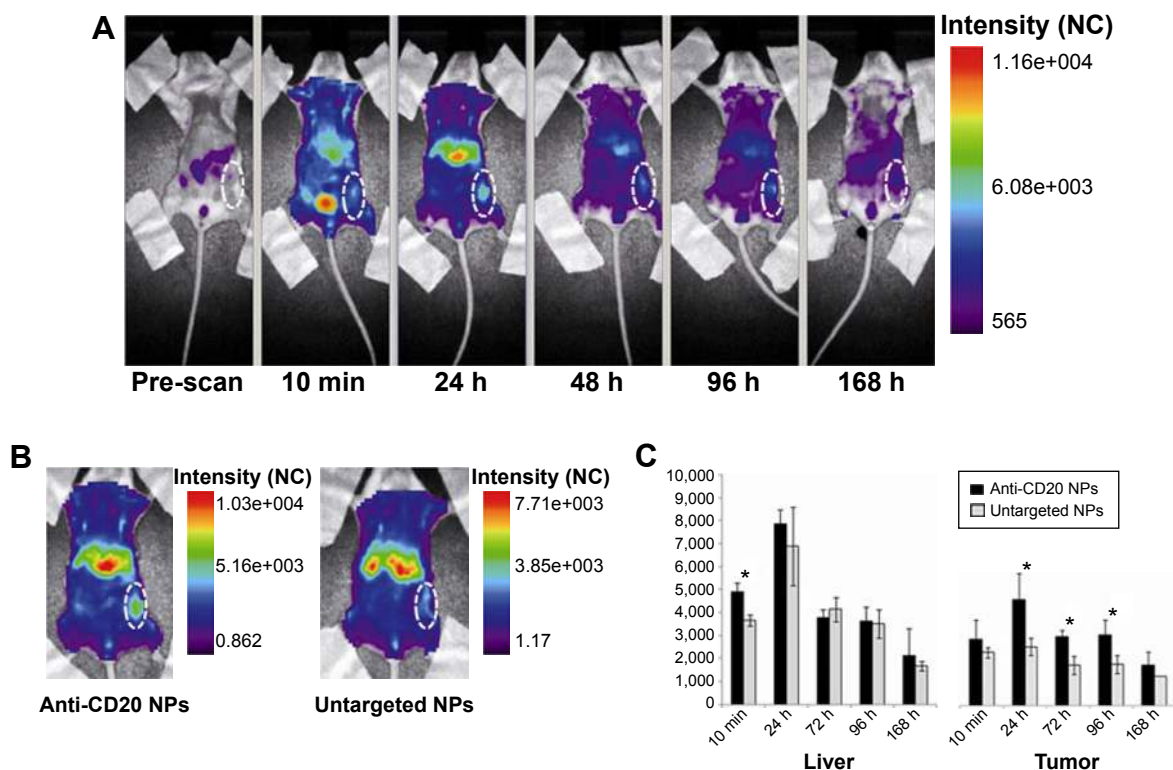 A
Intensity (NC)
1.16e+004
6.08e+003
565
Pre-scan
10 min
24 h
48 h
96 h
168 h
B
Intensity (NC)
1.03e+004
5.16e+003
0.862
Anti-CD20 NPs
Intensity (NC)
7.71e+003
3.85e+003
1.17
Untargeted NPs
C
10,000
9,000
8,000
7,000
6,000
5,000
4,000
3,000
2,000
1,000
0
*
10 min
24 h
72 h
96 h
168 h
Liver
Anti-CD20 NPs
Untargeted NPs
*
*
*
10 min
24 h
72 h
96 h
168 h
Tumor